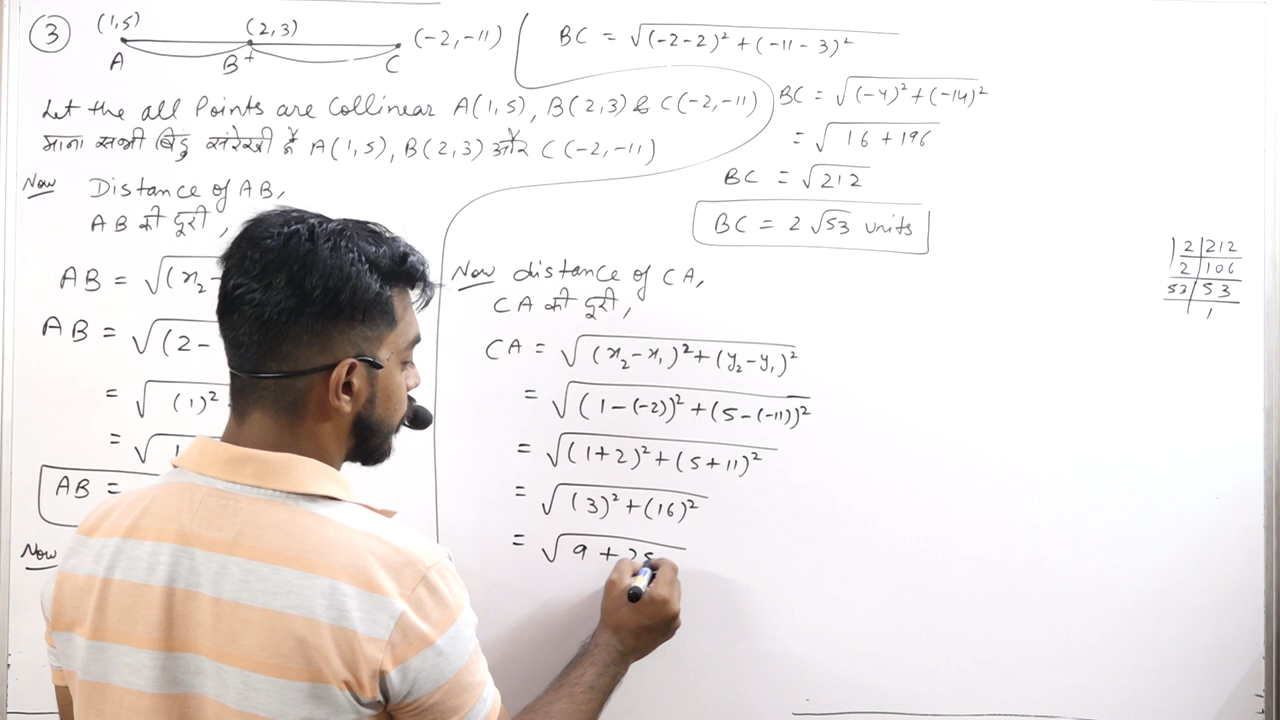 ③ (1,5) (2,3) (-2,-11)
A B C
Let the all Points are Collinear A(1,5), B(2,3) & C(-2,-11)
माना सभी बिंदु संरेखी हैं A(1,5), B(2,3) और C(-2,-11)
Now Distance of AB,
AB की दूरी,
AB = √(x₂-
AB = √(2-
= √(1)²
= √1
AB =
Now
BC = √(-2-2)² + (-11-3)²
BC = √(-4)² + (-14)²
= √16 + 196
BC = √212
BC = 2√53 units
2 | 212
2 | 106
53 | 53
1
Now distance of CA,
CA की दूरी,
CA = √(x₂-x₁)² + (y₂-y₁)²
= √(1-(-2))² + (5-(-11))²
= √(1+2)² + (5+11)²
= √(3)² + (16)²
= √9 + 25